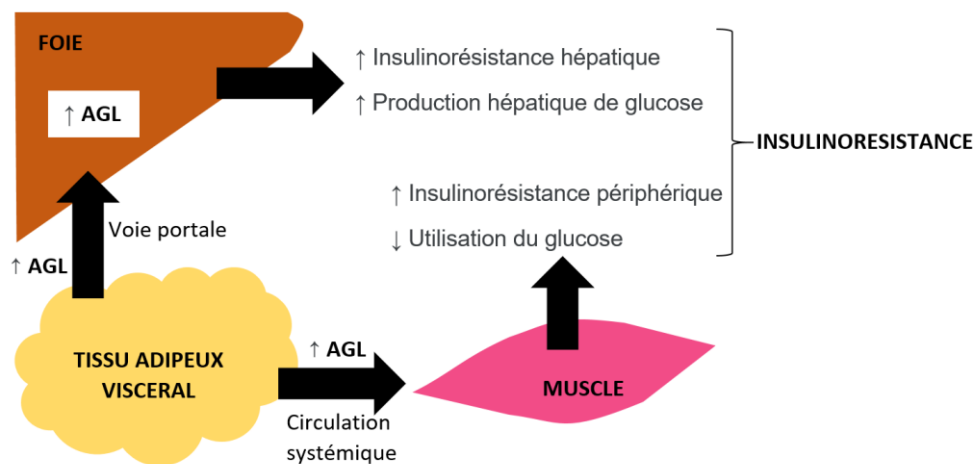 FOIE
↑ AGL
↑ Insulinorésistance hépatique
↑ Production hépatique de glucose
INSULINORESISTANCE
↑ Insulinorésistance périphérique
↓ Utilisation du glucose
Voie portale
↑ AGL
TISSU ADIPEUX
VISCERAL
↑ AGL
Circulation
systémique
MUSCLE